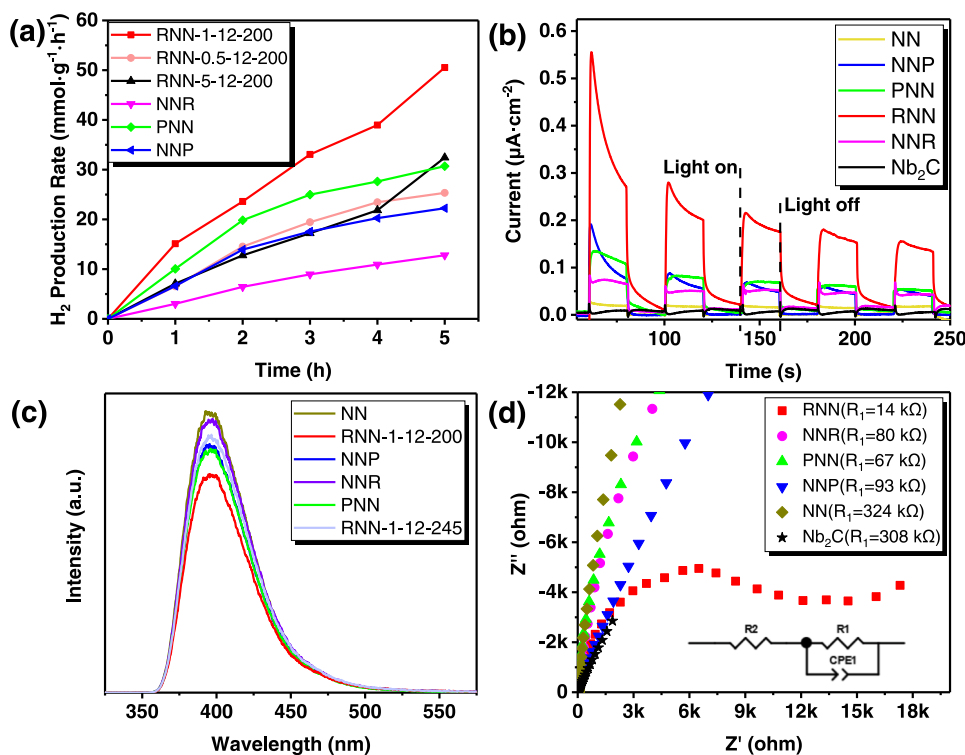 (a)
H2 Production Rate (mmol·g-1·h-1)
60
50
40
30
20
10
0
RNN-1-12-200
RNN-0.5-12-200
RNN-5-12-200
NNR
PNN
NNP
0 1 2 3 4 5
Time (h)
(b)
Current (μA·cm-2)
0.6
0.5
0.4
0.3
0.2
0.1
0.0
NN
NNP
PNN
RNN
NNR
Nb2C
Light on
Light off
100 150 200 250
Time (s)
(c)
Intensity (a.u.)
NN
RNN-1-12-200
NNP
NNR
PNN
RNN-1-12-245
350 400 450 500 550
Wavelength (nm)
(d)
Z'' (ohm)
-12k
-10k
-8k
-6k
-4k
-2k
0
RNN(R1=14 kΩ)
NNR(R1=80 kΩ)
PNN(R1=67 kΩ)
NNP(R1=93 kΩ)
NN(R1=324 kΩ)
Nb2C(R1=308 kΩ)
R2 R1
CPE1
0 3k 6k 9k 12k 15k 18k
Z' (ohm)